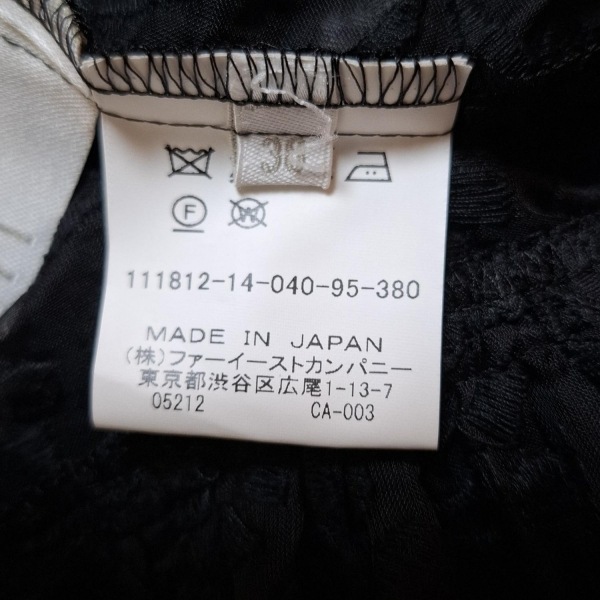 38
F
W
111812-14-040-95-380
MADE IN JAPAN
(株)ファーイーストカンパニー
東京都渋谷区広尾1-13-7
05212 CA-003